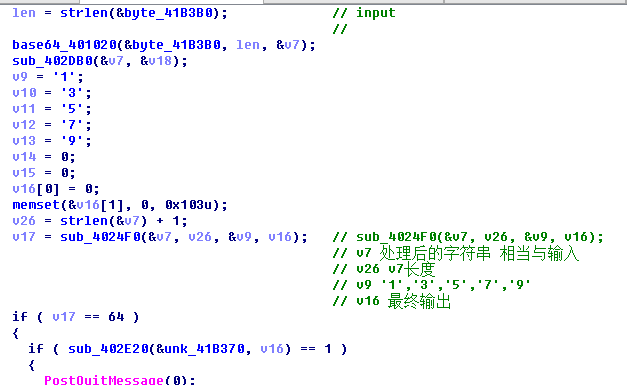 len = strlen(&byte_41B3B0); // input
//
base64_401020(&byte_41B3B0, len, &v7);
sub_402DB0(&v7, &v18);
v9 = '1';
v10 = '3';
v11 = '5';
v12 = '7';
v13 = '9';
v14 = 0;
v15 = 0;
v16[0] = 0;
memset(&v16[1], 0, 0x103u);
v26 = strlen(&v7) + 1;
v17 = sub_4024F0(&v7, v26, &v9, v16); // sub_4024F0(&v7, v26, &v9, v16);
// v7 处理后的字符串 相当与输入
// v26 v7长度
// v9 '1','3','5','7','9'
// v16 最终输出
if ( v17 == 64 )
{
if ( sub_402E20(&unk_41B370, v16) == 1 )
{
PostQuitMessage(0);